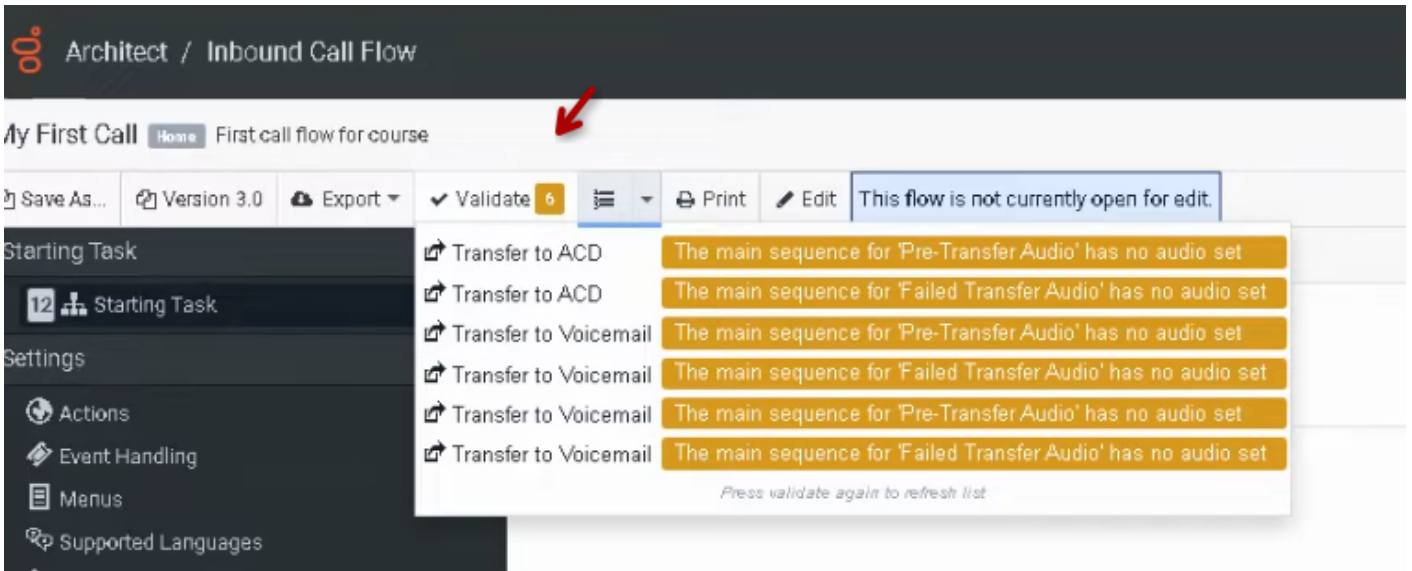 Architect / Inbound Call Flow
My First Call Home First call flow for course
Save As... Version 3.0 Export Validate 6 Print Edit This flow is not currently open for edit.
Starting Task
12 Starting Task
Settings
Actions
Event Handling
Menus
Supported Languages
Transfer to ACD The main sequence for 'Pre-Transfer Audio' has no audio set
Transfer to ACD The main sequence for 'Failed Transfer Audio' has no audio set
Transfer to Voicemail The main sequence for 'Pre-Transfer Audio' has no audio set
Transfer to Voicemail The main sequence for 'Failed Transfer Audio' has no audio set
Transfer to Voicemail The main sequence for 'Pre-Transfer Audio' has no audio set
Transfer to Voicemail The main sequence for 'Failed Transfer Audio' has no audio set
Press validate again to refresh list